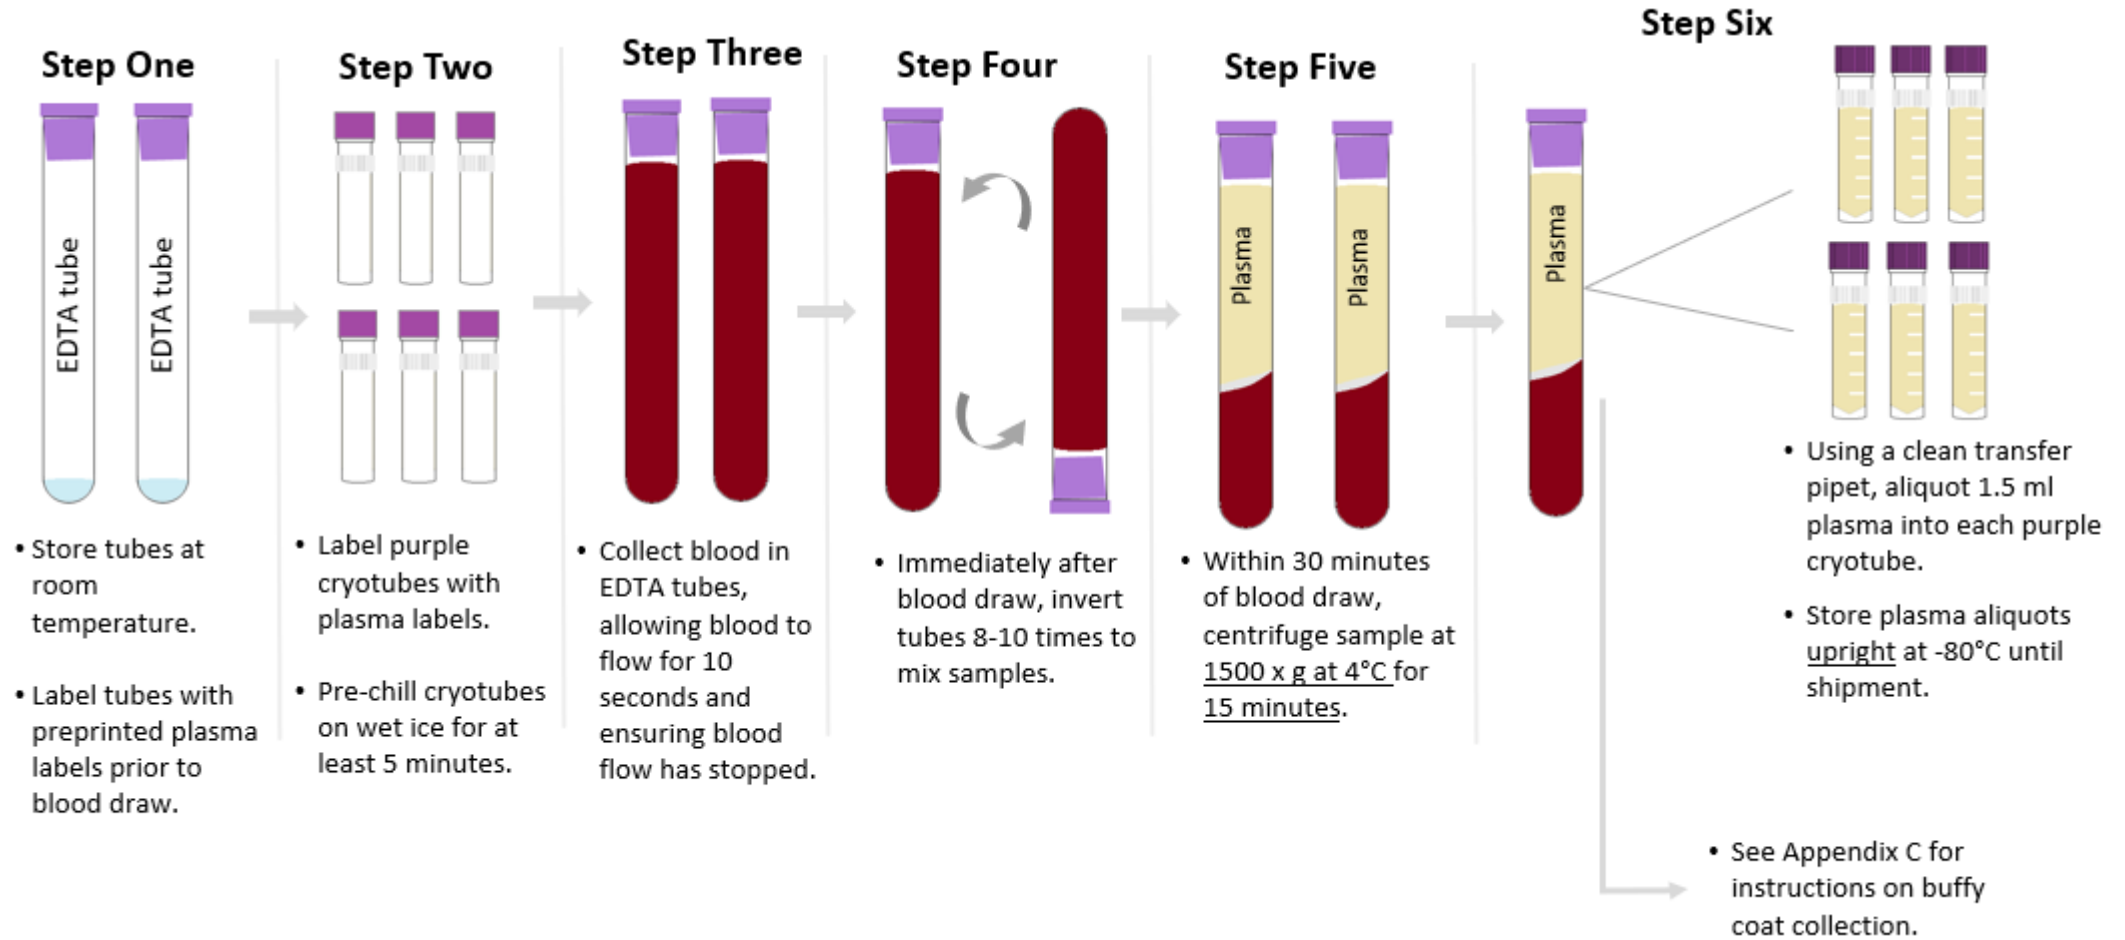 Step One
EDTA tube
EDTA tube
• Store tubes at
room
temperature.
• Label tubes with
preprinted plasma
labels prior to
blood draw.
Step Two
• Label purple
cryotubes with
plasma labels.
• Pre-chill cryotubes
on wet ice for at
least 5 minutes.
Step Three
• Collect blood in
EDTA tubes,
allowing blood to
flow for 10
seconds and
ensuring blood
flow has stopped.
Step Four
• Immediately after
blood draw, invert
tubes 8-10 times to
mix samples.
Step Five
Plasma
Plasma
• Within 30 minutes
of blood draw,
centrifuge sample at
1500 x g at 4°C for
15 minutes.
Step Six
Plasma
• Using a clean transfer
pipet, aliquot 1.5 ml
plasma into each purple
cryotube.
• Store plasma aliquots
upright at -80°C until
shipment.
• See Appendix C for
instructions on buffy
coat collection.